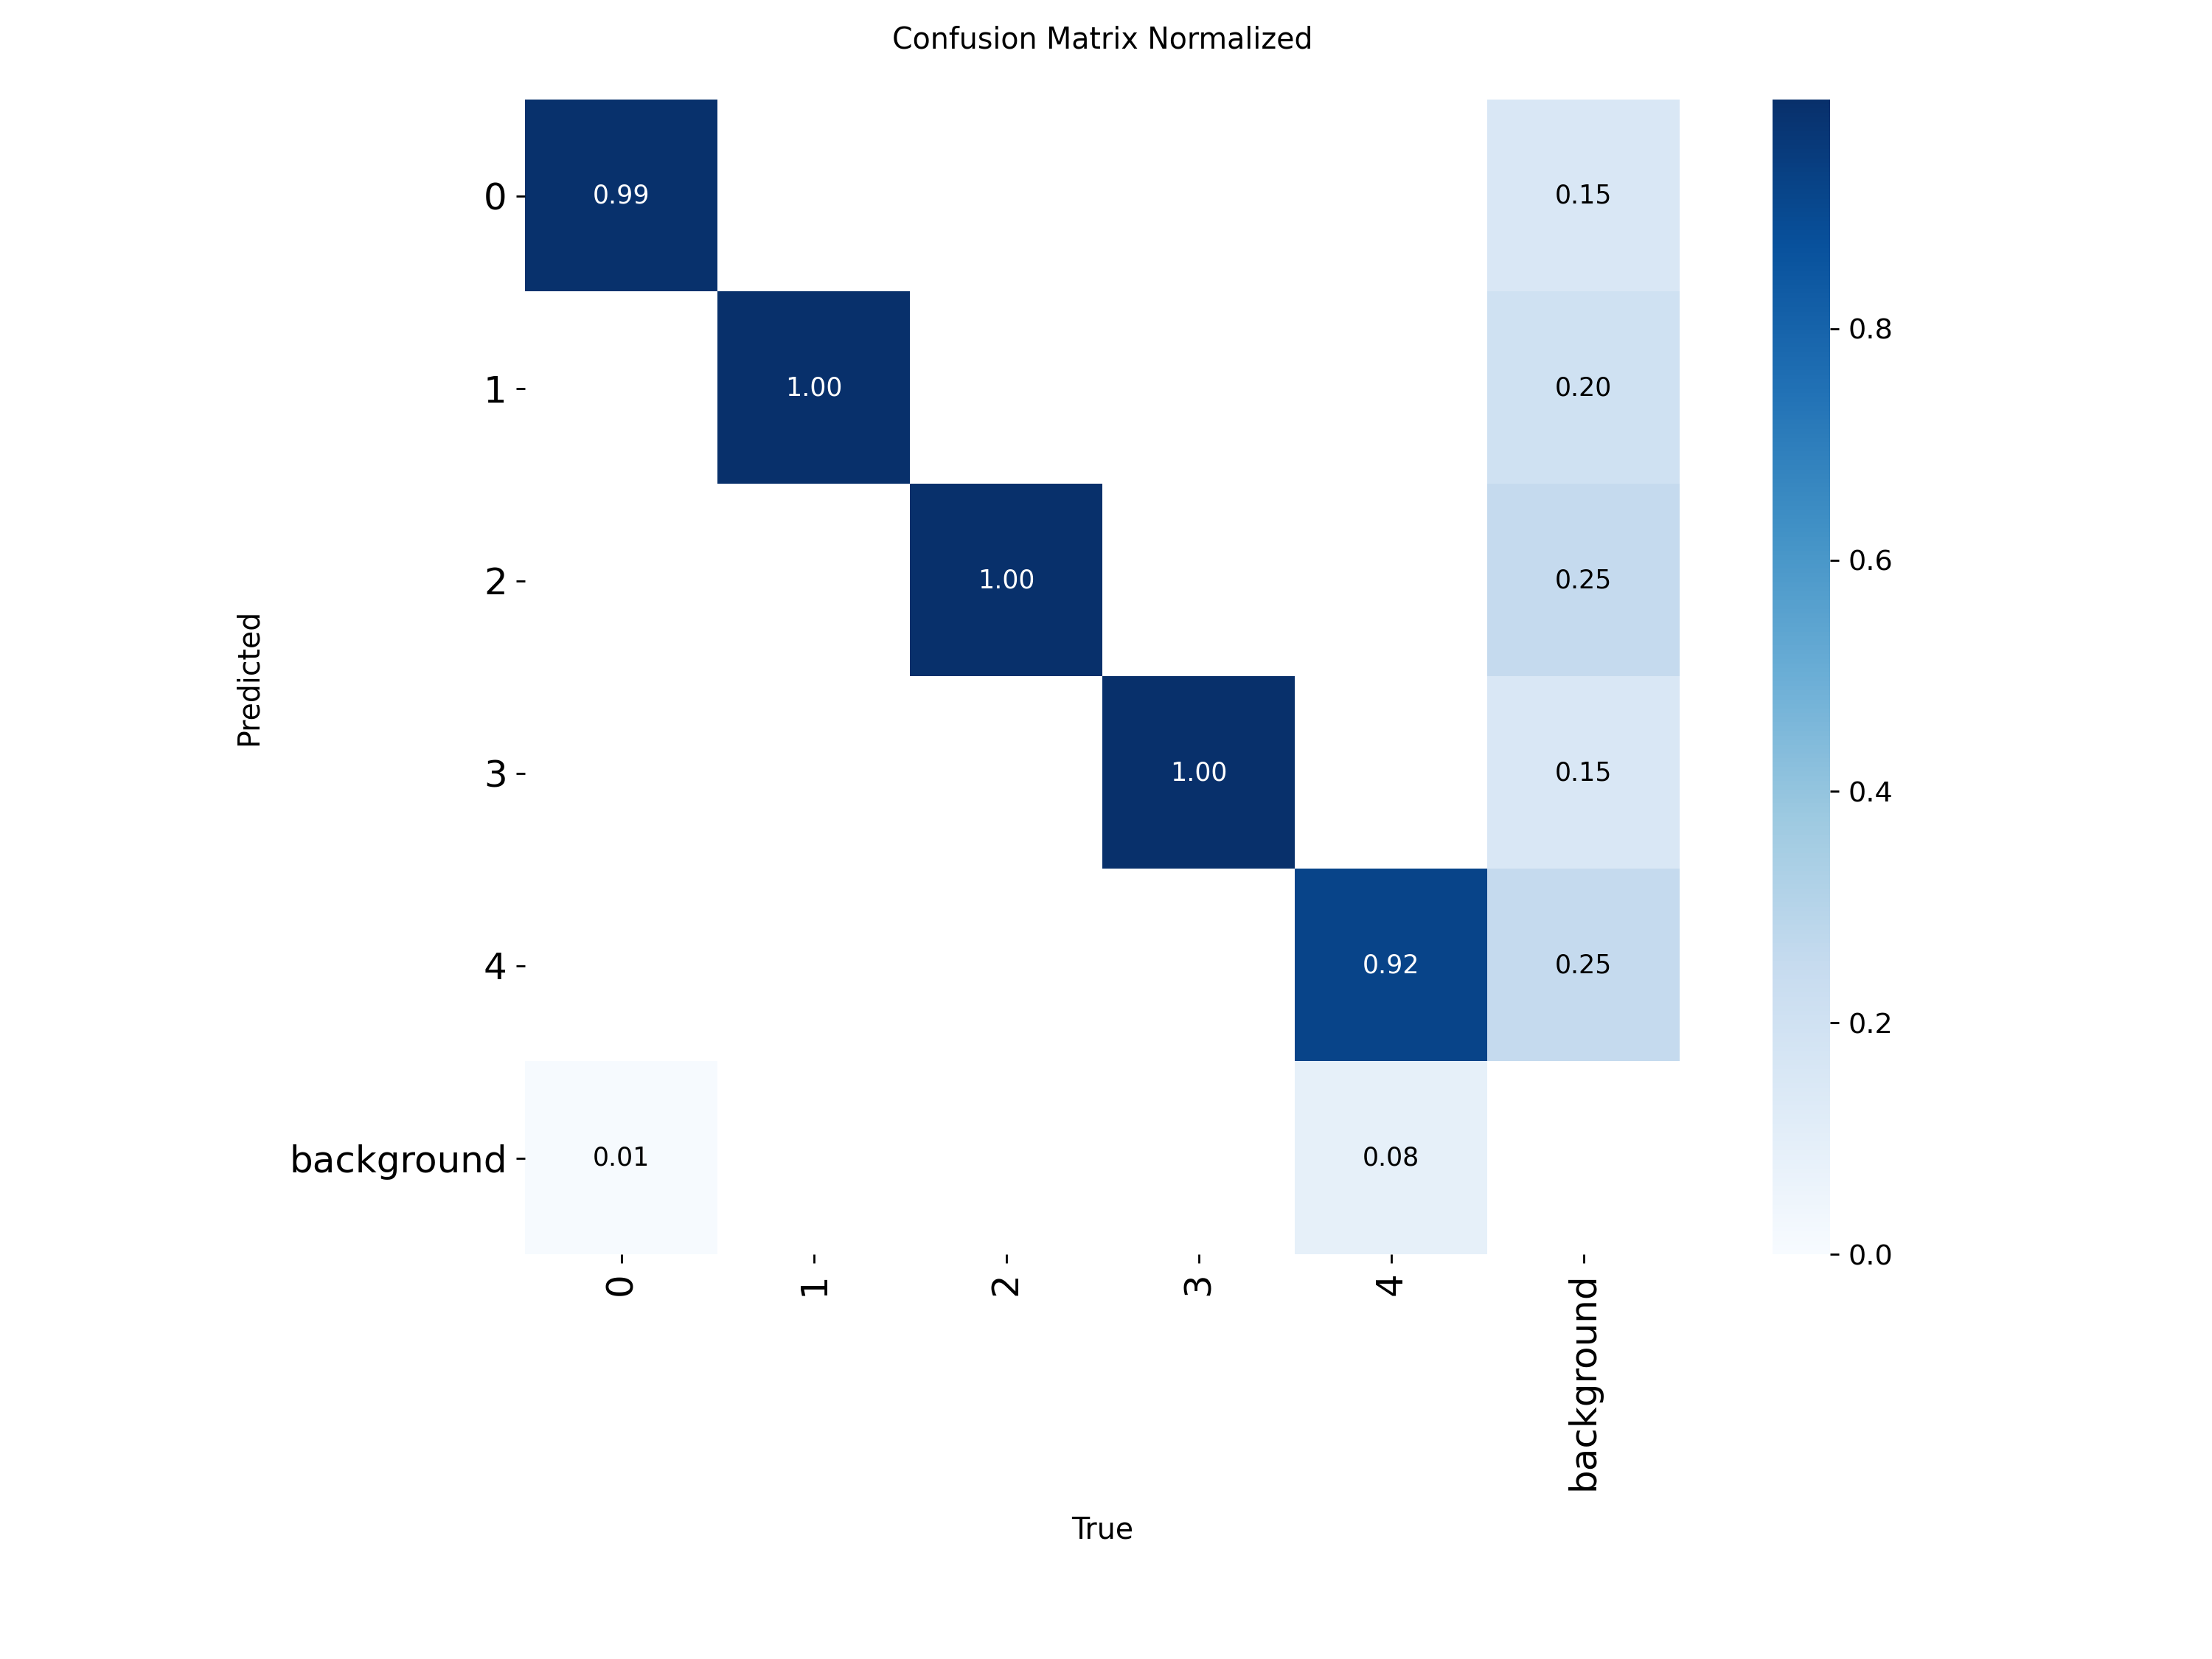 Confusion Matrix Normalized
0 0.99 0.15
1 1.00 0.20
2 1.00 0.25
3 1.00 0.15
4 0.92 0.25
background 0.01 0.08
0 1 2 3 4 background
Predicted
True
0.8
0.6
0.4
0.2
0.0